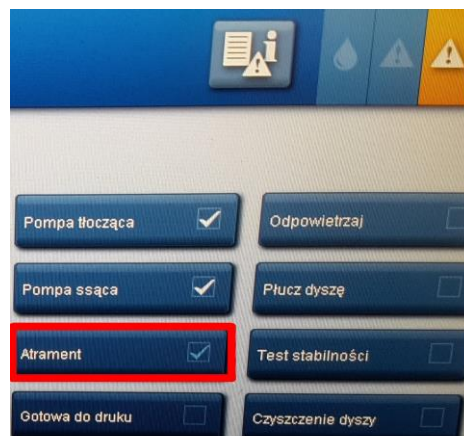 Pompa tłocząca
Odpowietrzaj
Pompa ssąca
Płucz dyszę
Atrament
Test stabilności
Gotowa do druku
Czyszczenie dyszy